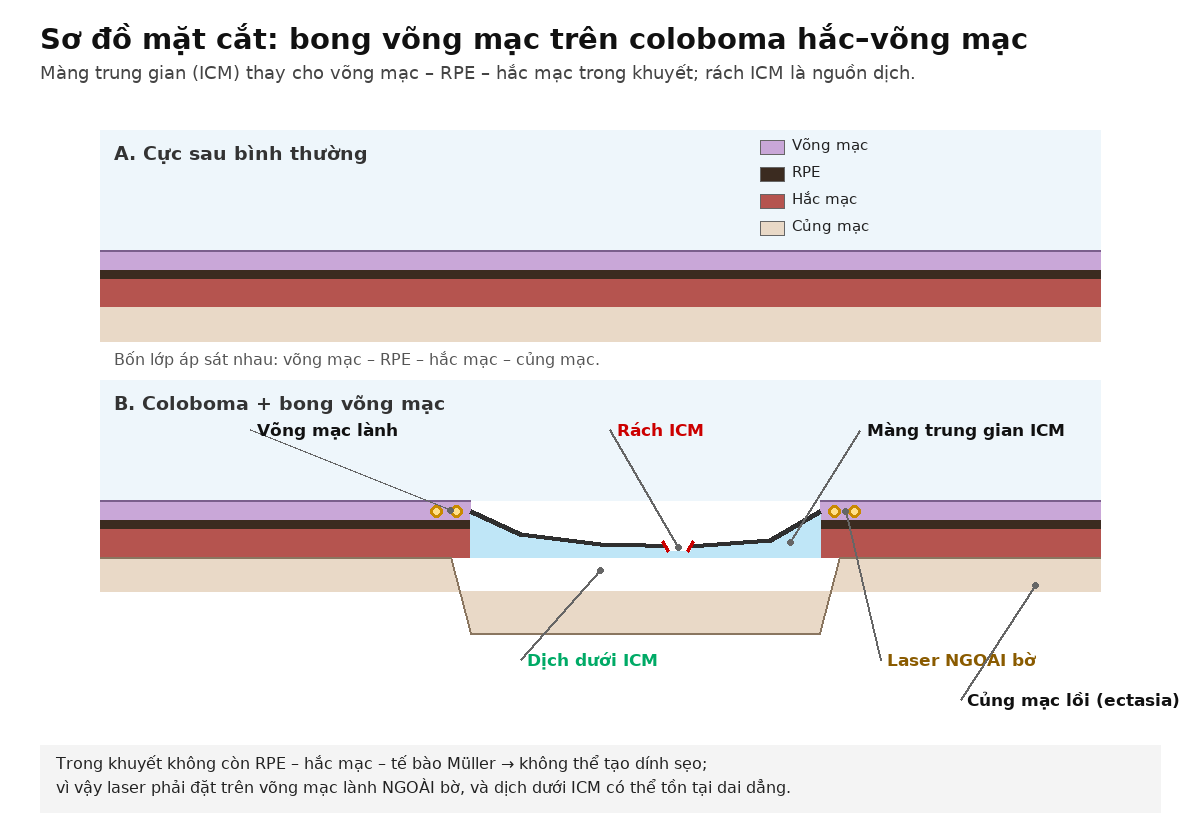 Sơ đồ mặt cắt: bong võng mạc trên coloboma hắc–võng mạc
Màng trung gian (ICM) thay cho võng mạc – RPE – hắc mạc trong khuyết; rách ICM là nguồn dịch.
A. Cực sau bình thường
Võng mạc
RPE
Hắc mạc
Củng mạc
Bốn lớp áp sát nhau: võng mạc – RPE – hắc mạc – củng mạc.
B. Coloboma + bong võng mạc
Võng mạc lành
Rách ICM
Màng trung gian ICM
Dịch dưới ICM
Laser NGOÀI bờ
Củng mạc lồi (ectasia)
Trong khuyết không còn RPE – hắc mạc – tế bào Müller → không thể tạo dính sẹo;
vì vậy laser phải đặt trên võng mạc lành NGOÀI bờ, và dịch dưới ICM có thể tồn tại dai dẳng.